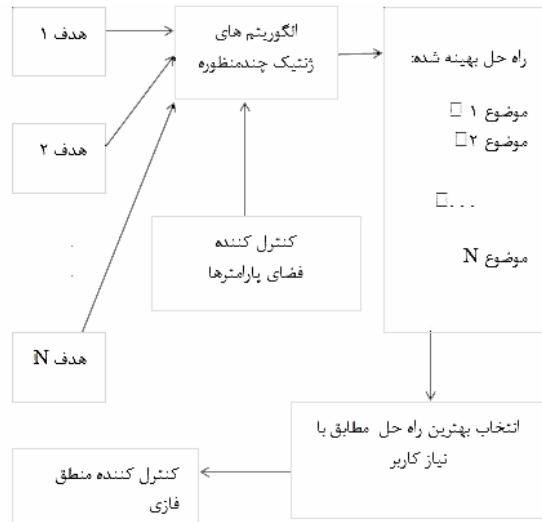 هدف ۱
الگوریتم های
ژنتیک چندمنظوره
راه حل بهینه شده:
موضوع ۱
موضوع ۲
...
موضوع N
هدف ۲
کنترل کننده
فضای پارامترها
هدف N
انتخاب بهترین راه حل مطابق با
نیاز کاربر
کنترل کننده منطق
فازی